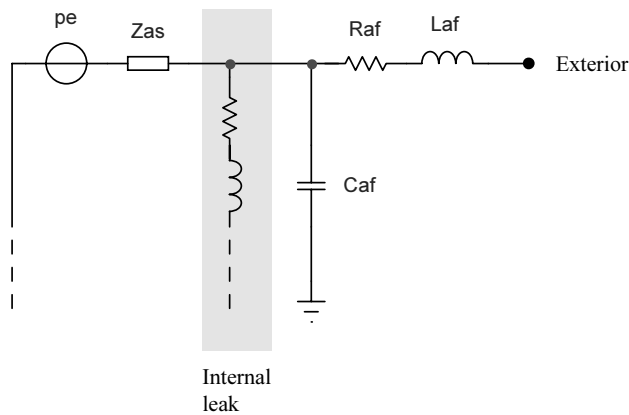 pe
Zas
Raf
Laf
Exterior
Caf
Internal
leak